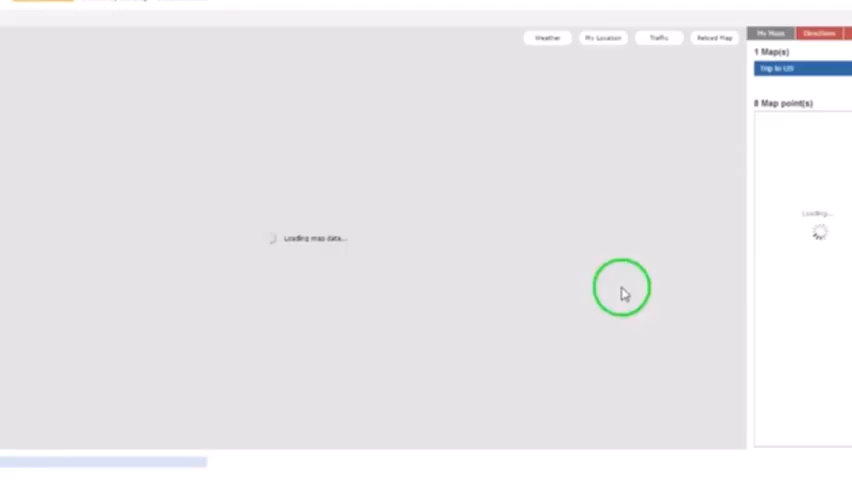 Weather My Location Traffic Reload Map
My Maps Directions
1 Map(s)
Trip to US
8 Map point(s)
Loading...
Loading map data...